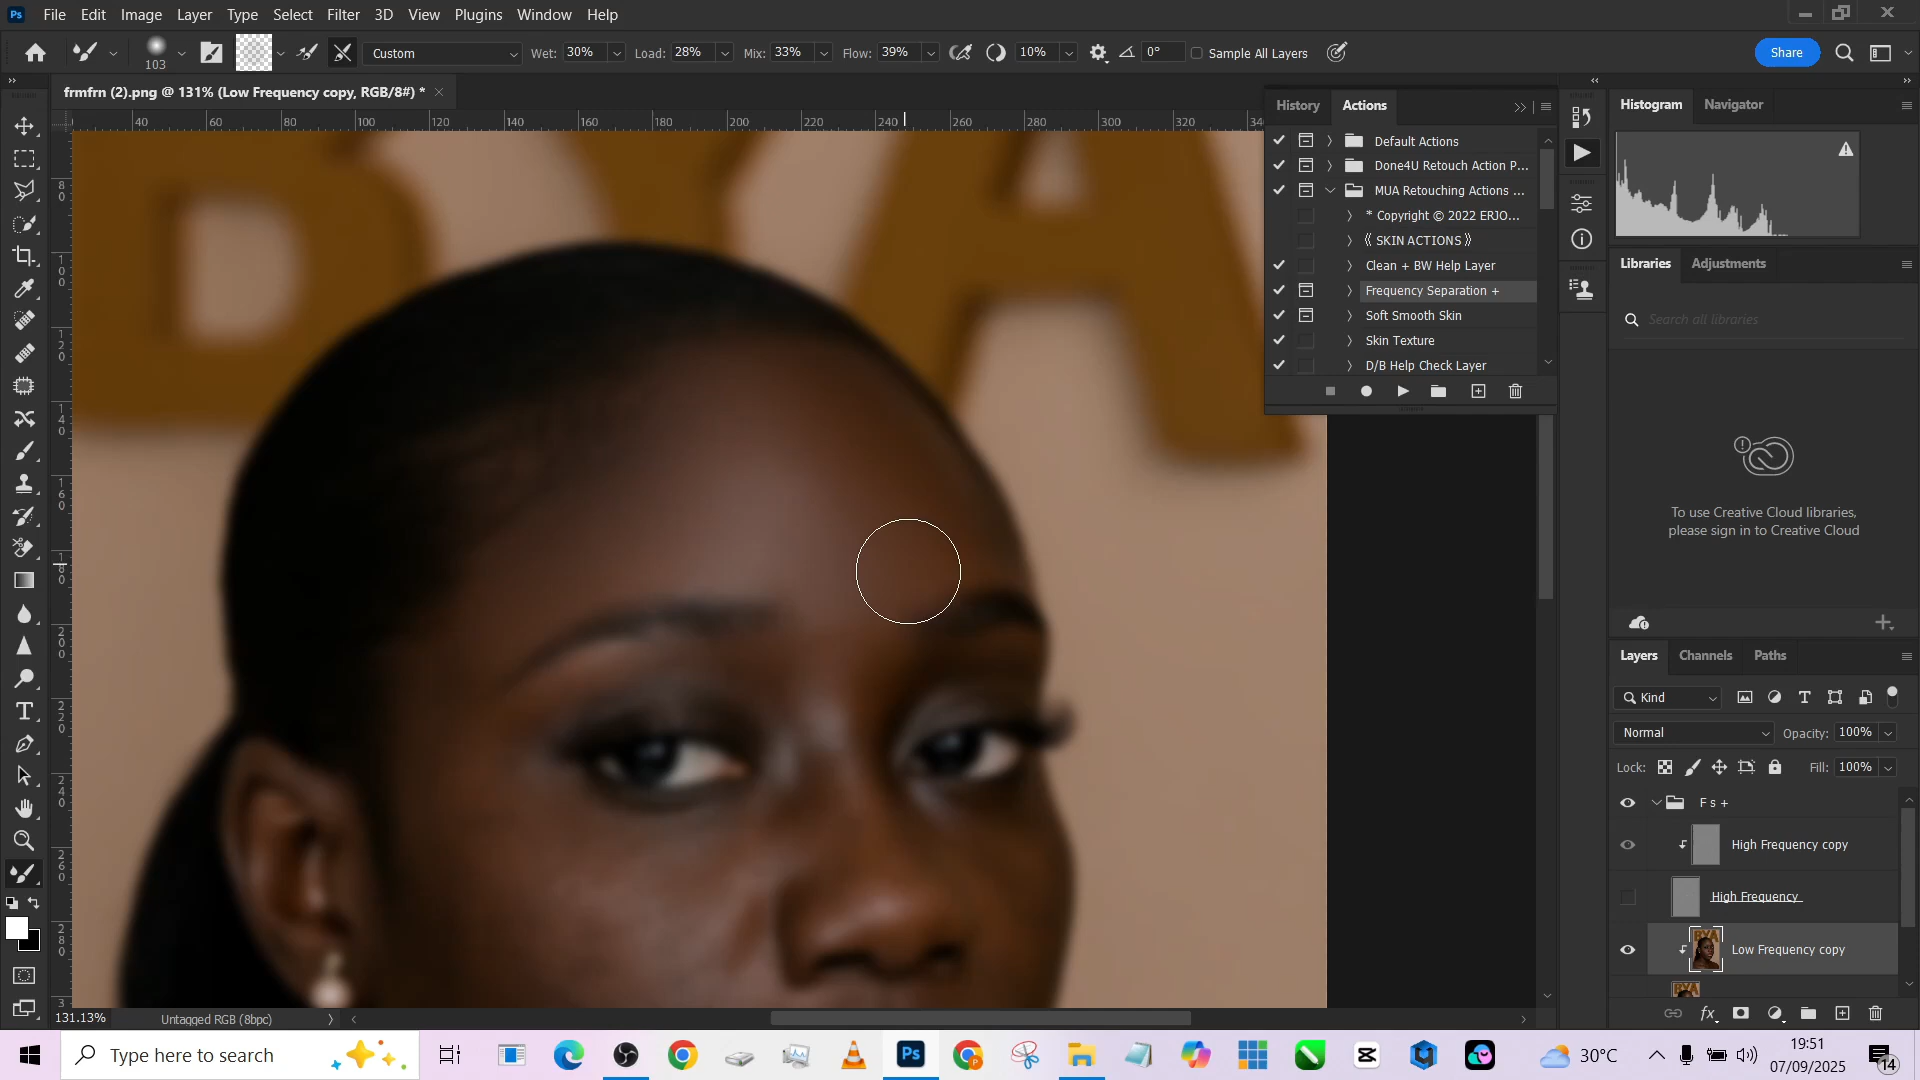 Ps File Edit Image Layer Type Select Filter 3D View Plugins Window Help
103 Custom Wet: 30% Load: 28% Mix: 33% Flow: 39% 10% 0° Sample All Layers Share
frmfrn (2).png @ 131% (Low Frequency copy, RGB/8#) *
40 60 80 100 120 140 160 180 200 220 240 260 280 300 320
80
100
120
140
160
180
200
220
240
260
280
BYA
History Actions
Default Actions
Done4U Retouch Action P...
MUA Retouching Actions ...
* Copyright © 2022 ERJO...
《 SKIN ACTIONS 》
Clean + BW Help Layer
Frequency Separation +
Soft Smooth Skin
Skin Texture
D/B Help Check Layer
Histogram Navigator
Libraries Adjustments
Search all libraries
To use Creative Cloud libraries,
please sign in to Creative Cloud
Layers Channels Paths
Kind
Normal Opacity: 100%
Lock: Fill: 100%
F s +
High Frequency copy
High Frequency
Low Frequency copy
131.13% Untagged RGB (8bpc)
Type here to search
30°C
19:51
07/09/2025
14